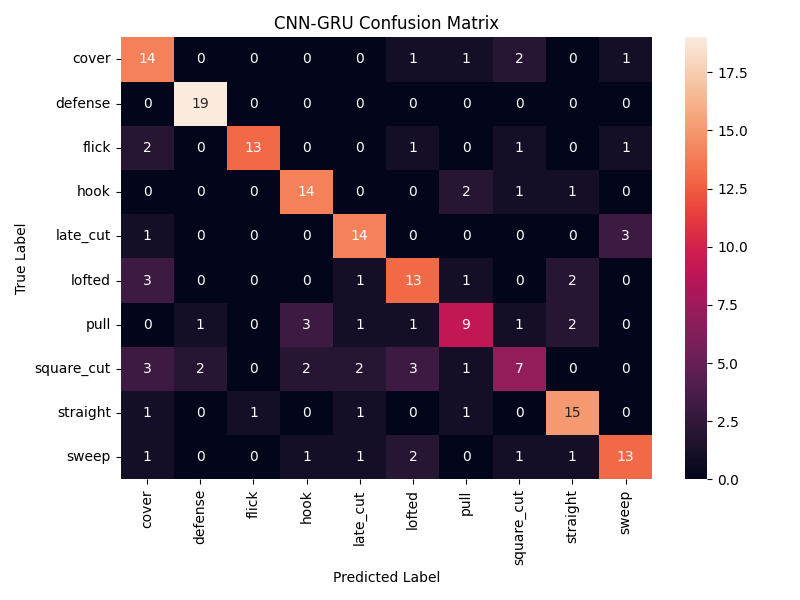 CNN-GRU Confusion Matrix
cover 14 0 0 0 0 1 1 2 0 1
defense 0 19 0 0 0 0 0 0 0 0
flick 2 0 13 0 0 1 0 1 0 1
hook 0 0 0 14 0 0 2 1 1 0
late_cut 1 0 0 0 14 0 0 0 0 3
lofted 3 0 0 0 1 13 1 0 2 0
pull 0 1 0 3 1 1 9 1 2 0
square_cut 3 2 0 2 2 3 1 7 0 0
straight 1 0 1 0 1 0 1 0 15 0
sweep 1 0 0 1 1 2 0 1 1 13
cover defense flick hook late_cut lofted pull square_cut straight sweep
Predicted Label
True Label
17.5
15.0
12.5
10.0
7.5
5.0
2.5
0.0